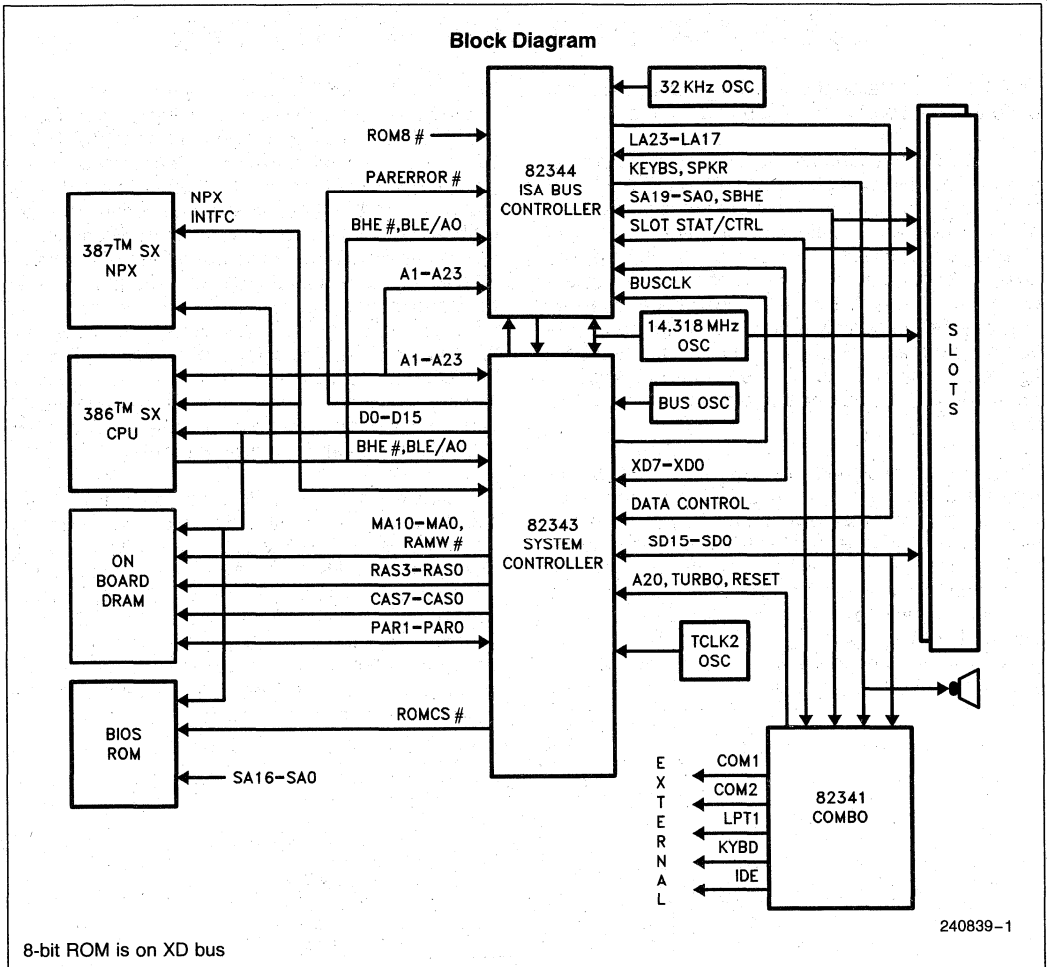 Block Diagram
32 KHz OSC
ROM8 #
82344
ISA BUS
CONTROLLER
LA23-LA17
KEYBS, SPKR
SA19-SA0, SBHE
SLOT STAT/CTRL
BUSCLK
PARERROR #
BHE #,BLE/A0
A1-A23
NPX
INTFC
387™ SX
NPX
14.318 MHz
OSC
SLOTS
A1-A23
D0-D15
BHE #,BLE/A0
386™ SX
CPU
BUS OSC
XD7-XD0
DATA CONTROL
SD15-SD0
A20, TURBO, RESET
82343
SYSTEM
CONTROLLER
MA10-MA0,
RAMW #
RAS3-RAS0
CAS7-CAS0
PAR1-PAR0
ON
BOARD
DRAM
TCLK2
OSC
ROMCS #
BIOS
ROM
SA16-SA0
EXTERNAL
COM1
COM2
LPT1
KYBD
IDE
82341
COMBO
240839-1
8-bit ROM is on XD bus